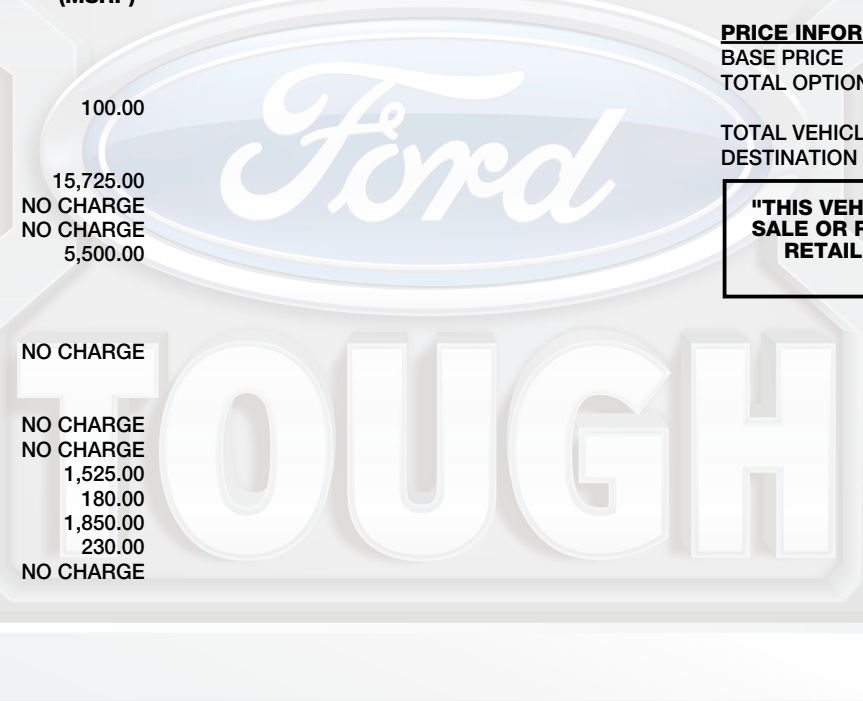 (MSRP)
100.00
15,725.00
NO CHARGE
NO CHARGE
5,500.00
NO CHARGE
NO CHARGE
NO CHARGE
1,525.00
180.00
1,850.00
230.00
NO CHARGE
PRICE INFOR
BASE PRICE
TOTAL OPTION
TOTAL VEHICL
DESTINATION
"THIS VEH
SALE OR
RETAIL
Ford
TOUGH